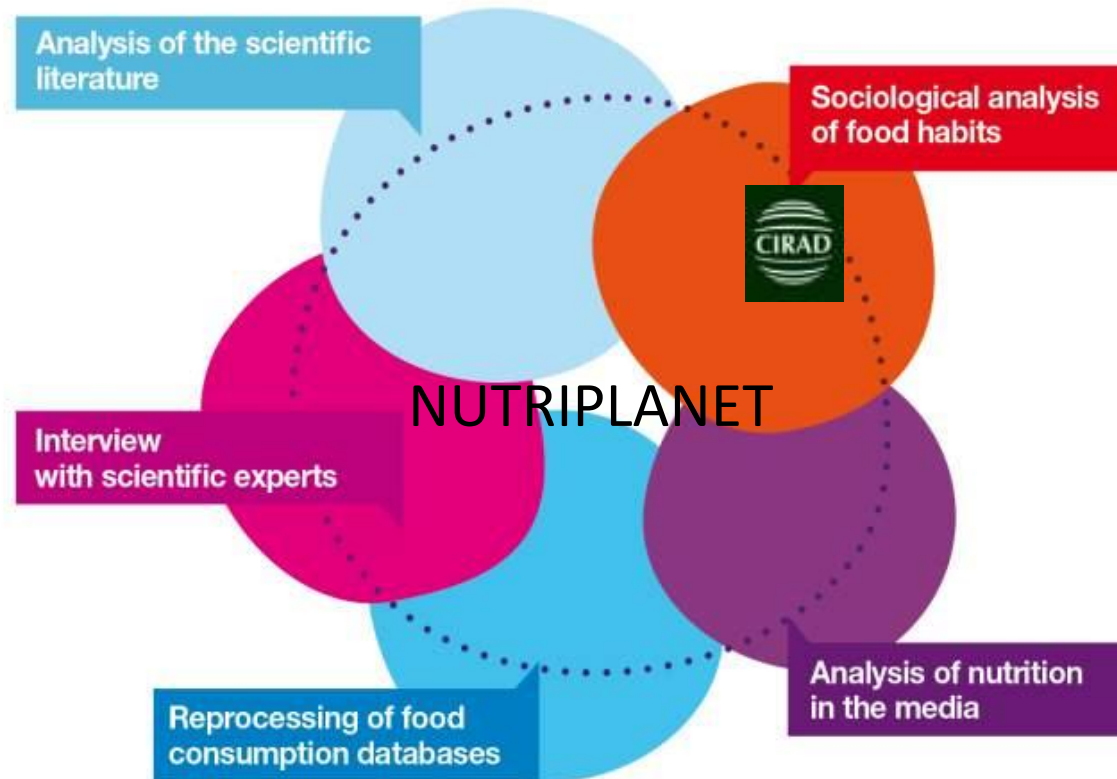 Analysis of the scientific
literature
Sociological analysis
of food habits
CIRAD
NUTRIPLANET
Interview
with scientific experts
Analysis of nutrition
in the media
Reprocessing of food
consumption databases